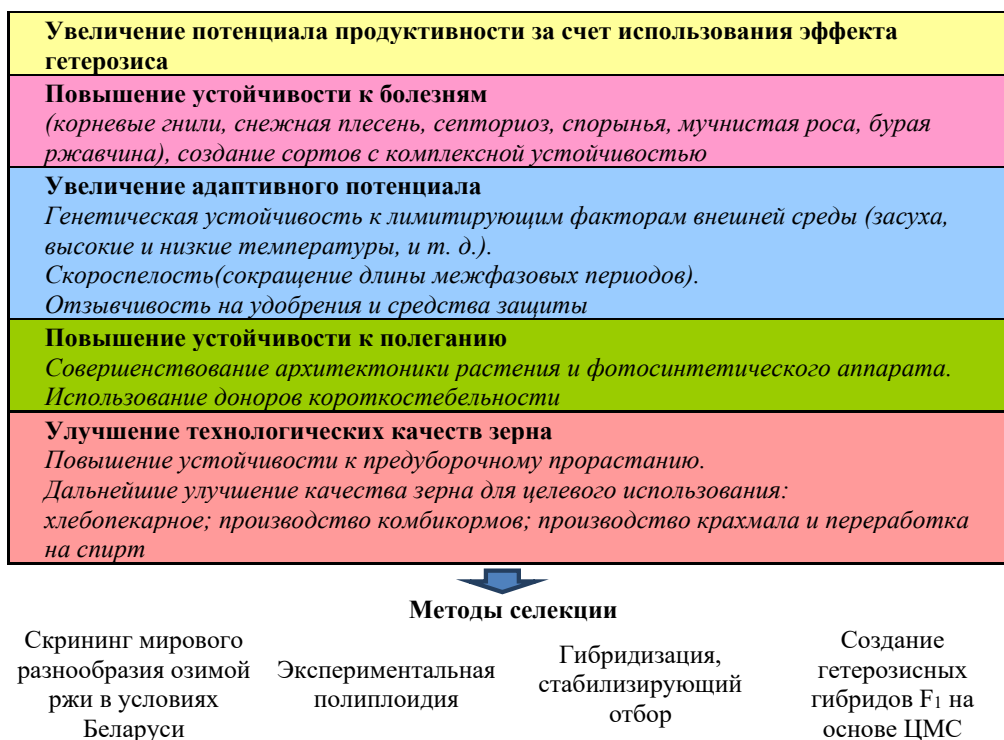 Увеличение потенциала продуктивности за счет использования эффекта
гетерозиса
Повышение устойчивости к болезням
(корневые гнили, снежная плесень, септориоз, спорынья, мучнистая роса, бурая
ржавчина), создание сортов с комплексной устойчивостью
Увеличение адаптивного потенциала
Генетическая устойчивость к лимитирующим факторам внешней среды (засуха,
высокие и низкие температуры, и т. д.).
Скороспелость(сокращение длины межфазовых периодов).
Отзывчивость на удобрения и средства защиты
Повышение устойчивости к полеганию
Совершенствование архитектоники растения и фотосинтетического аппарата.
Использование доноров короткостебельности
Улучшение технологических качеств зерна
Повышение устойчивости к предуборочному прорастанию.
Дальнейшие улучшение качества зерна для целевого использования:
хлебопекарное; производство комбикормов; производство крахмала и переработка
на спирт
Методы селекции
Скрининг мирового
разнообразия озимой
ржи в условиях
Беларуси
Экспериментальная
полиплоидия
Гибридизация,
стабилизирующий
отбор
Создание
гетерозисных
гибридов F₁ на
основе ЦМС